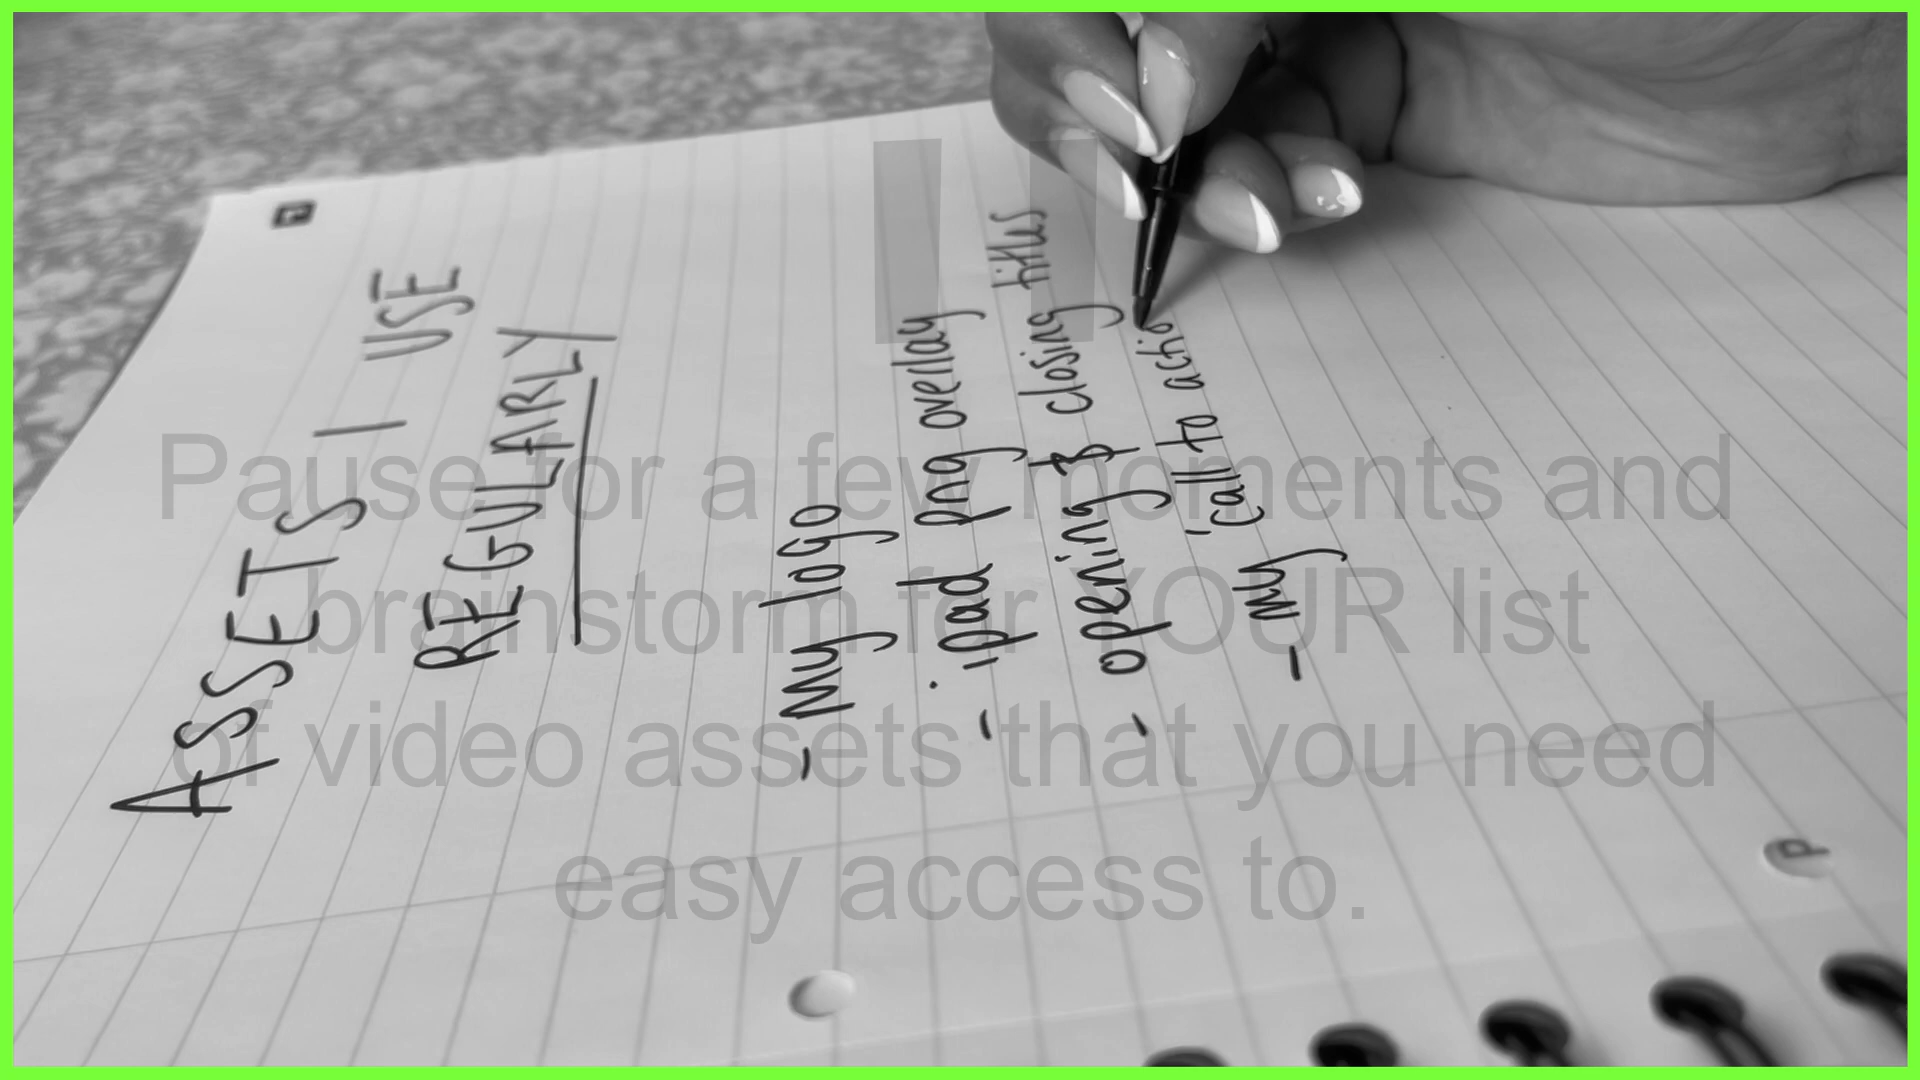 ASSETS I USE
REGULARLY
- my logo
- ipad png overlay
- opening & closing titles
- my 'call to actio
Pause for a few moments and
brainstorm for YOUR list
of video assets that you need
easy access to.